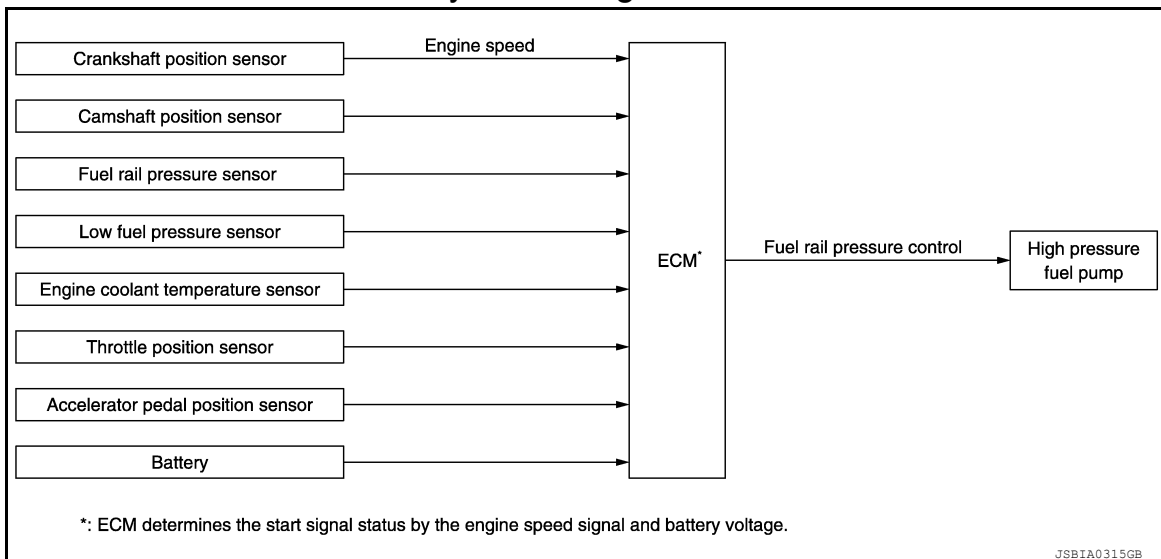 Crankshaft position sensor
Engine speed
Camshaft position sensor
Fuel rail pressure sensor
Low fuel pressure sensor
Engine coolant temperature sensor
Throttle position sensor
Accelerator pedal position sensor
Battery
ECM*
Fuel rail pressure control
High pressure
fuel pump
*: ECM determines the start signal status by the engine speed signal and battery voltage.
JSBIA0315GB